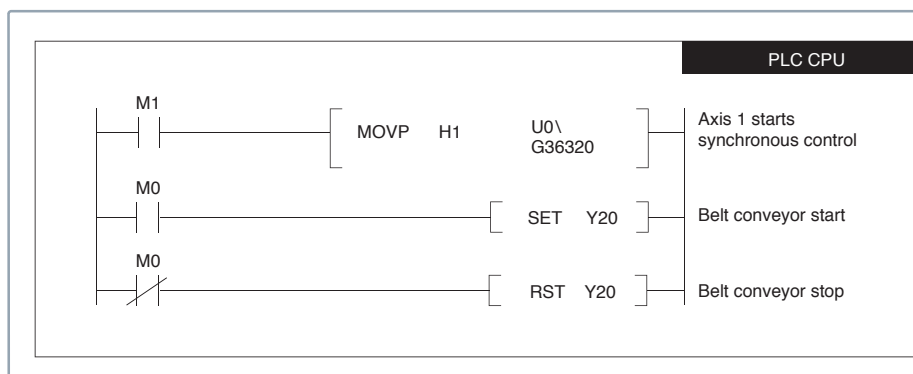 PLC CPU
M1
MOVP H1 U0\
G36320
Axis 1 starts
synchronous control
M0
SET Y20
Belt conveyor start
M0
RST Y20
Belt conveyor stop